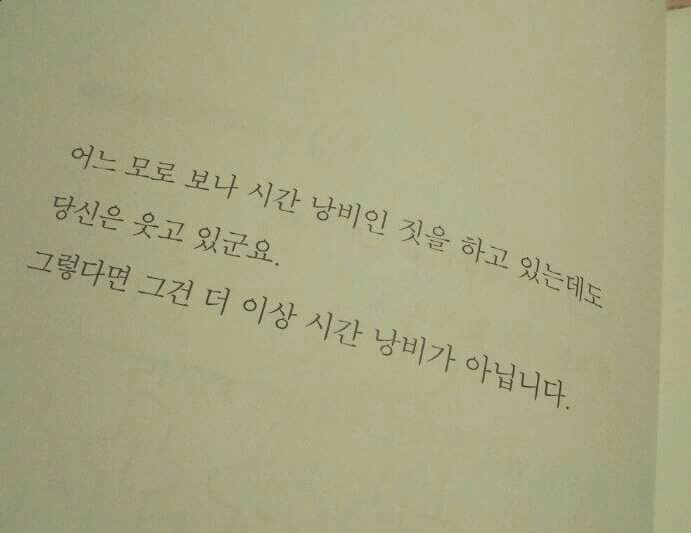 어느 모로 보나 시간 낭비인 짓을 하고 있는데도
당신은 웃고 있군요.
그렇다면 그건 더 이상 시간 낭비가 아닙니다.